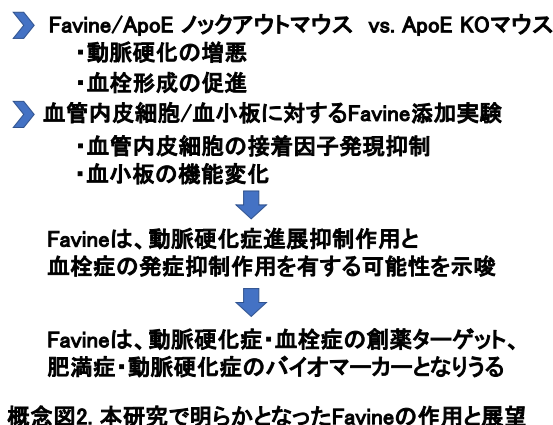 Favine/ApoE ノックアウトマウス vs. ApoE KOマウス
・動脈硬化の増悪
・血栓形成の促進
血管内皮細胞/血小板に対するFavine添加実験
・血管内皮細胞の接着因子発現抑制
・血小板の機能変化
Favineは、動脈硬化症進展抑制作用と
血栓症の発症抑制作用を有する可能性を示唆
Favineは、動脈硬化症・血栓症の創薬ターゲット、
肥満症・動脈硬化症のバイオマーカーとなりうる
概念図2. 本研究で明らかとなったFavineの作用と展望